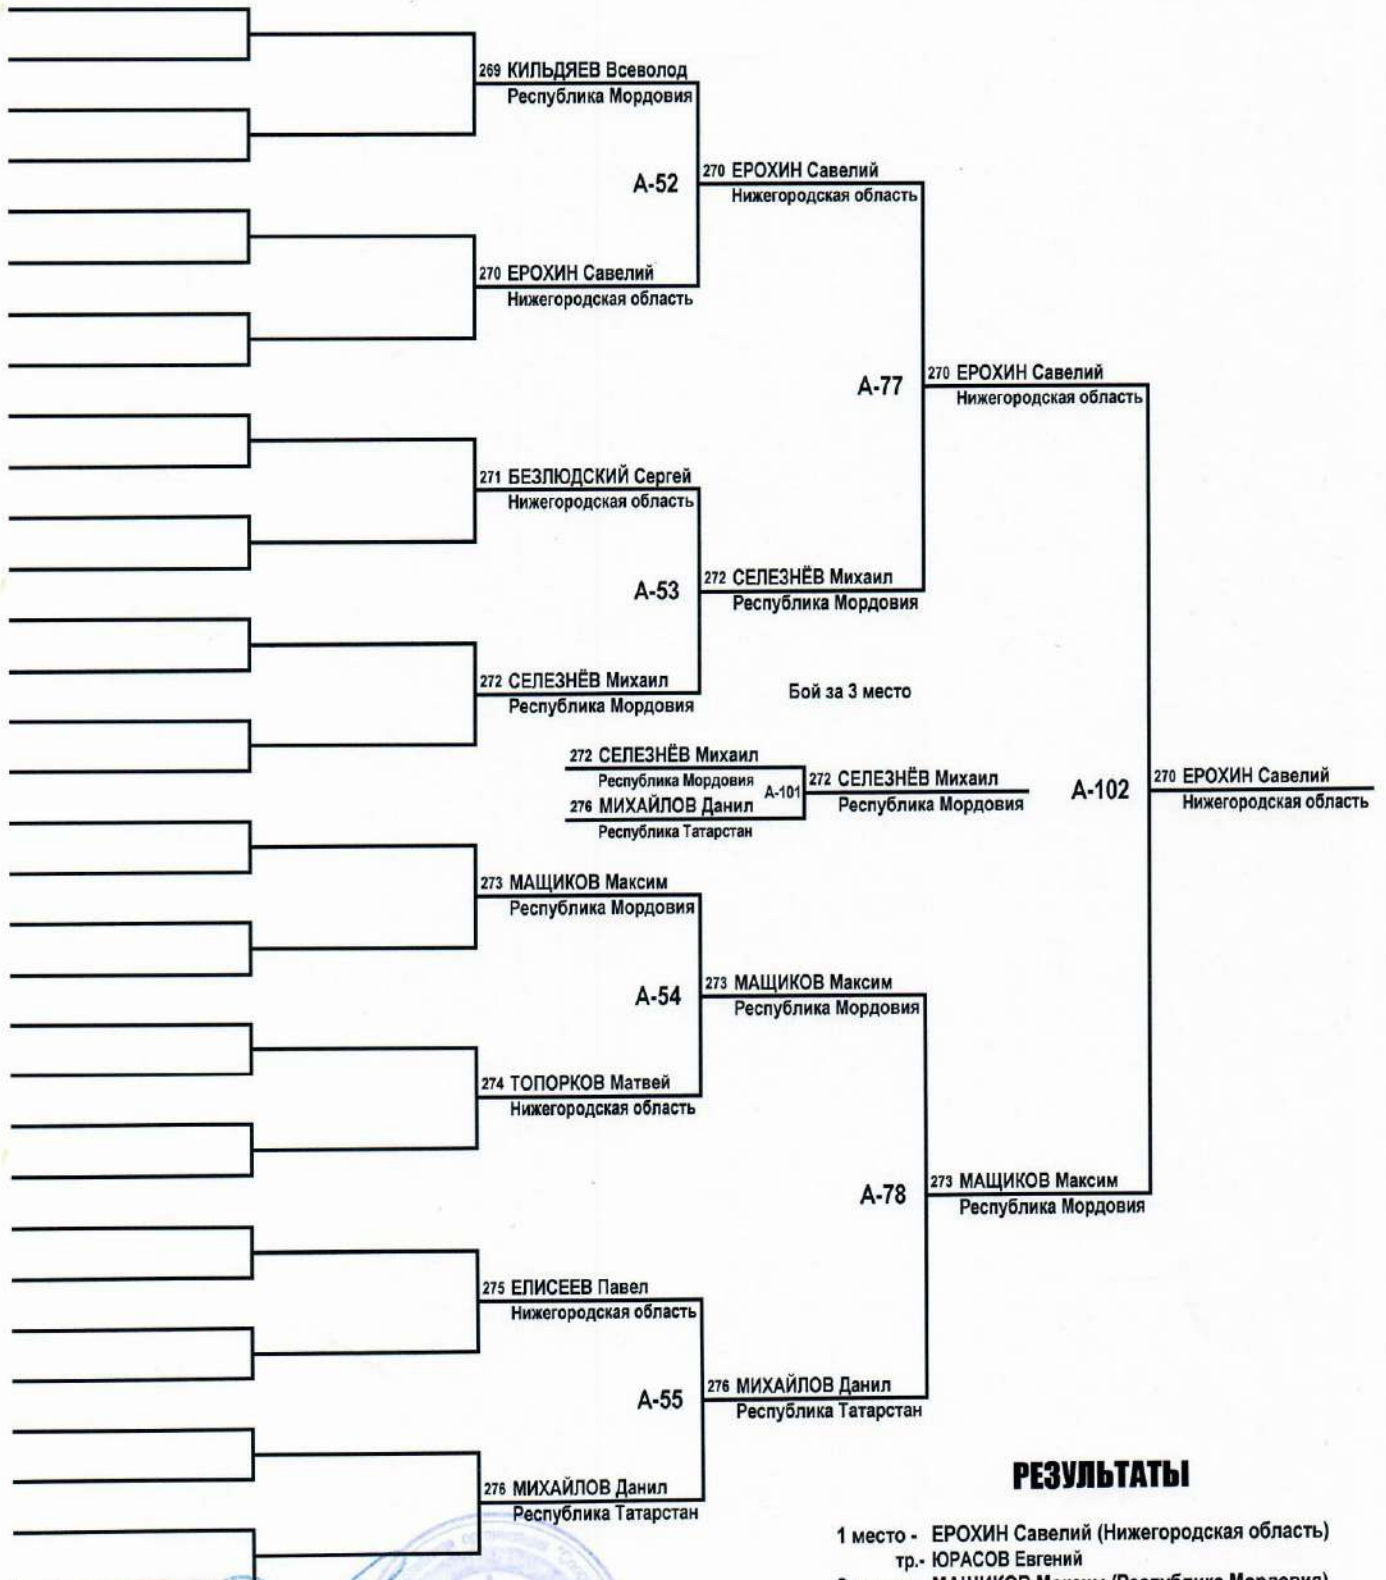 269 КИЛЬДЯЕВ Всеволод
Республика Мордовия
А-52
270 ЕРОХИН Савелий
Нижегородская область
270 ЕРОХИН Савелий
Нижегородская область
А-77
270 ЕРОХИН Савелий
Нижегородская область
271 БЕЗЛЮДСКИЙ Сергей
Нижегородская область
А-53
272 СЕЛЕЗНЁВ Михаил
Республика Мордовия
272 СЕЛЕЗНЁВ Михаил
Республика Мордовия
Бой за 3 место
272 СЕЛЕЗНЁВ Михаил
Республика Мордовия
А-101
276 МИХАЙЛОВ Данил
Республика Татарстан
272 СЕЛЕЗНЁВ Михаил
Республика Мордовия
А-102
270 ЕРОХИН Савелий
Нижегородская область
273 МАЩИКОВ Максим
Республика Мордовия
А-54
273 МАЩИКОВ Максим
Республика Мордовия
274 ТОПОРКОВ Матвей
Нижегородская область
А-78
273 МАЩИКОВ Максим
Республика Мордовия
275 ЕЛИСЕЕВ Павел
Нижегородская область
А-55
276 МИХАЙЛОВ Данил
Республика Татарстан
276 МИХАЙЛОВ Данил
Республика Татарстан
РЕЗУЛЬТАТЫ
1 место - ЕРОХИН Савелий (Нижегородская область)
тр.- ЮРАСОВ Евгений
МАЩИКОВ Максим (Республика Мордовия)